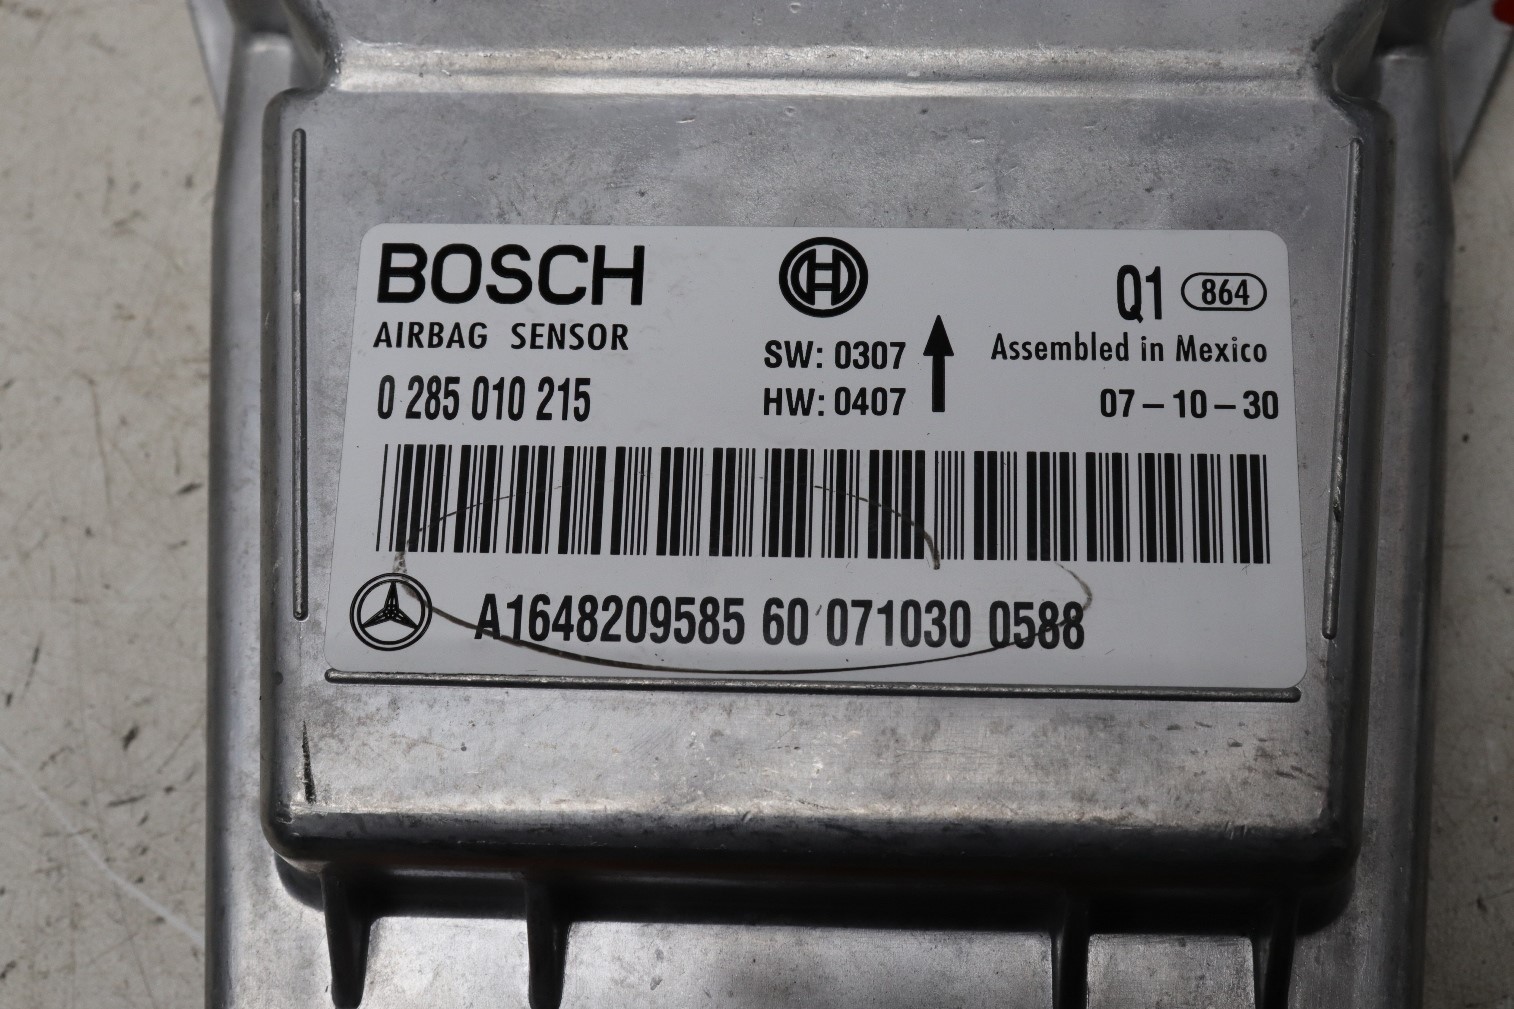 BOSCH
Q1 864
AIRBAG SENSOR
SW: 0307
Assembled in Mexico
0 285 010 215
HW: 0407
07-10-30
A1648209585 60 071030 0588